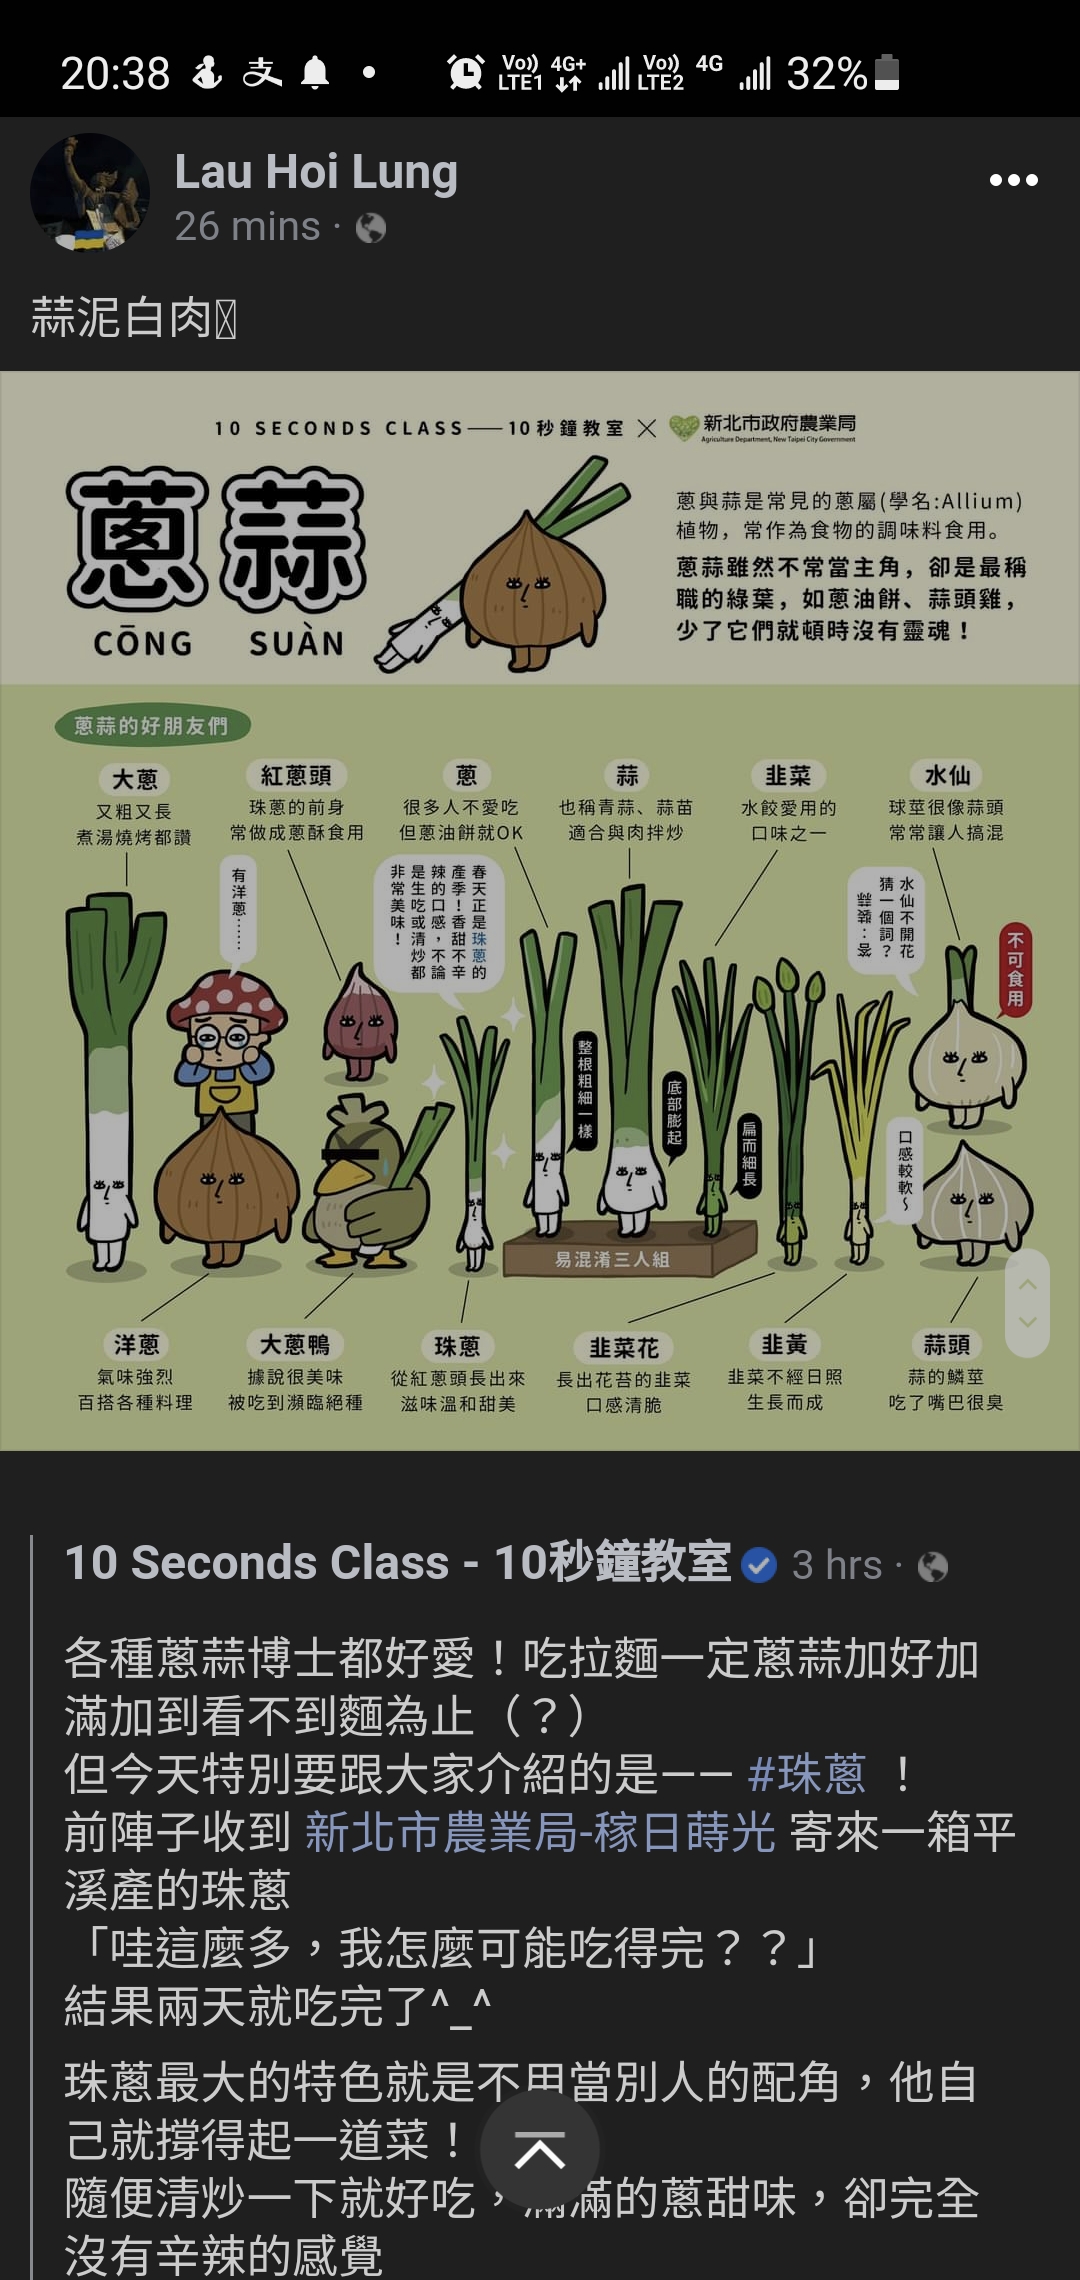 20:38
Vo)) LTE1 4G+ Vo)) LTE2 4G 32%
Lau Hoi Lung
26 mins ·
蒜泥白肉
10 SECONDS CLASS——10秒鐘教室 × 新北市政府農業局
Agriculture Department, New Taipei City Government
蔥 蒜
CŌNG SUÀN
蔥與蒜是常見的蔥屬(學名:Allium)
植物，常作為食物的調味料食用。
蔥蒜雖然不常當主角，卻是最稱
職的綠葉，如蔥油餅、蒜頭雞，
少了它們就頓時沒有靈魂！
蔥蒜的好朋友們
大蔥
又粗又長
煮湯燒烤都讚
紅蔥頭
珠蔥的前身
常做成蔥酥食用
蔥
很多人不愛吃
但蔥油餅就OK
蒜
也稱青蒜、蒜苗
適合與肉拌炒
韭菜
水餃愛用的
口味之一
水仙
球莖很像蒜頭
常常讓人搞混
有洋蔥……
春天正是珠蔥的
產季！香甜不辛
辣的口感，不論
是生吃或清炒都
非常美味！
水仙不開花
猜一個詞？
答：裝蒜
不可食用
整根粗細一樣
底部膨起
扁而細長
口感較軟～
易混淆三人組
洋蔥
氣味強烈
百搭各種料理
大蔥鴨
據說很美味
被吃到瀕臨絕種
珠蔥
從紅蔥頭長出來
滋味溫和甜美
韭菜花
長出花苔的韭菜
口感清脆
韭黃
韭菜不經日照
生長而成
蒜頭
蒜的鱗莖
吃了嘴巴很臭
10 Seconds Class - 10秒鐘教室 3 hrs ·
各種蔥蒜博士都好愛！吃拉麵一定蔥蒜加好加
滿加到看不到麵為止（？）
但今天特別要跟大家介紹的是—— #珠蔥 ！
前陣子收到 新北市農業局-稼日蒔光 寄來一箱平
溪產的珠蔥
「哇這麼多，我怎麼可能吃得完？？」
結果兩天就吃完了^_^
珠蔥最大的特色就是不用當別人的配角，他自
己就撐得起一道菜！
隨便清炒一下就好吃，滿滿的蔥甜味，卻完全
沒有辛辣的感覺